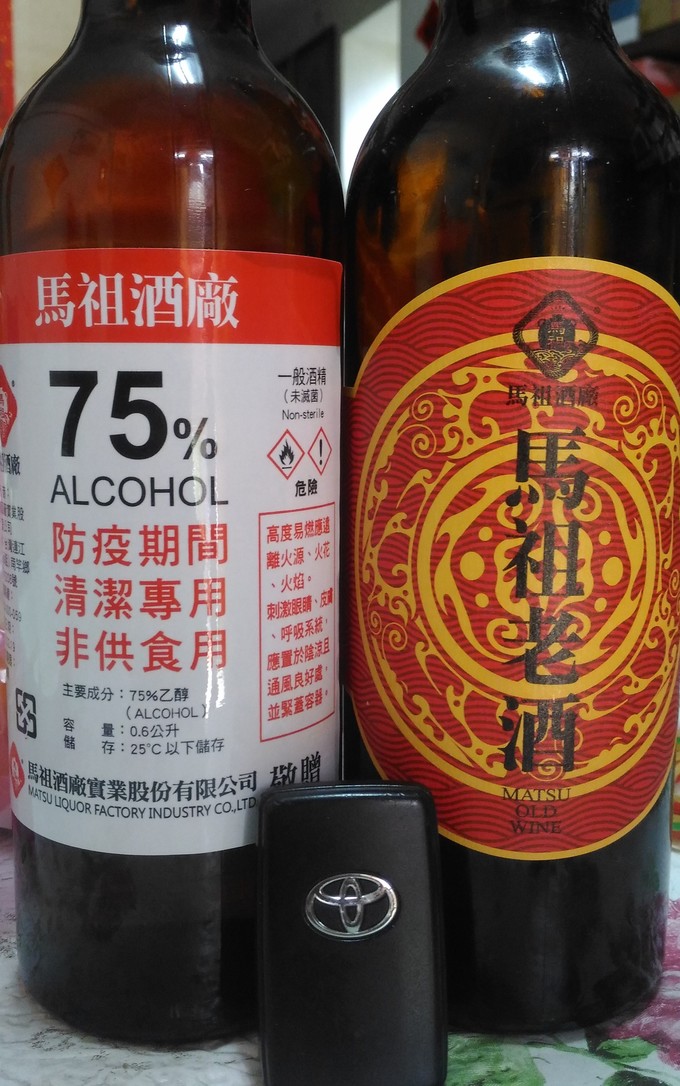 馬祖酒廠
75%
ALCOHOL
防疫期間
清潔專用
非供食用
一般酒精
（未滅菌）
Non-sterile
危險
高度易燃應遠
離火源、火花
、火焰。
刺激眼睛、皮膚
、呼吸系統，
應置於陰涼且
通風良好處，
並緊蓋容器。
主要成分：75%乙醇
（ALCOHOL）
容量：0.6公升
儲存：25°C以下儲存
馬祖酒廠實業股份有限公司
MATSU LIQUOR FACTORY INDUSTRY CO.,LTD
敬贈
馬祖酒廠
馬祖老酒
MATSU
OLD
WINE